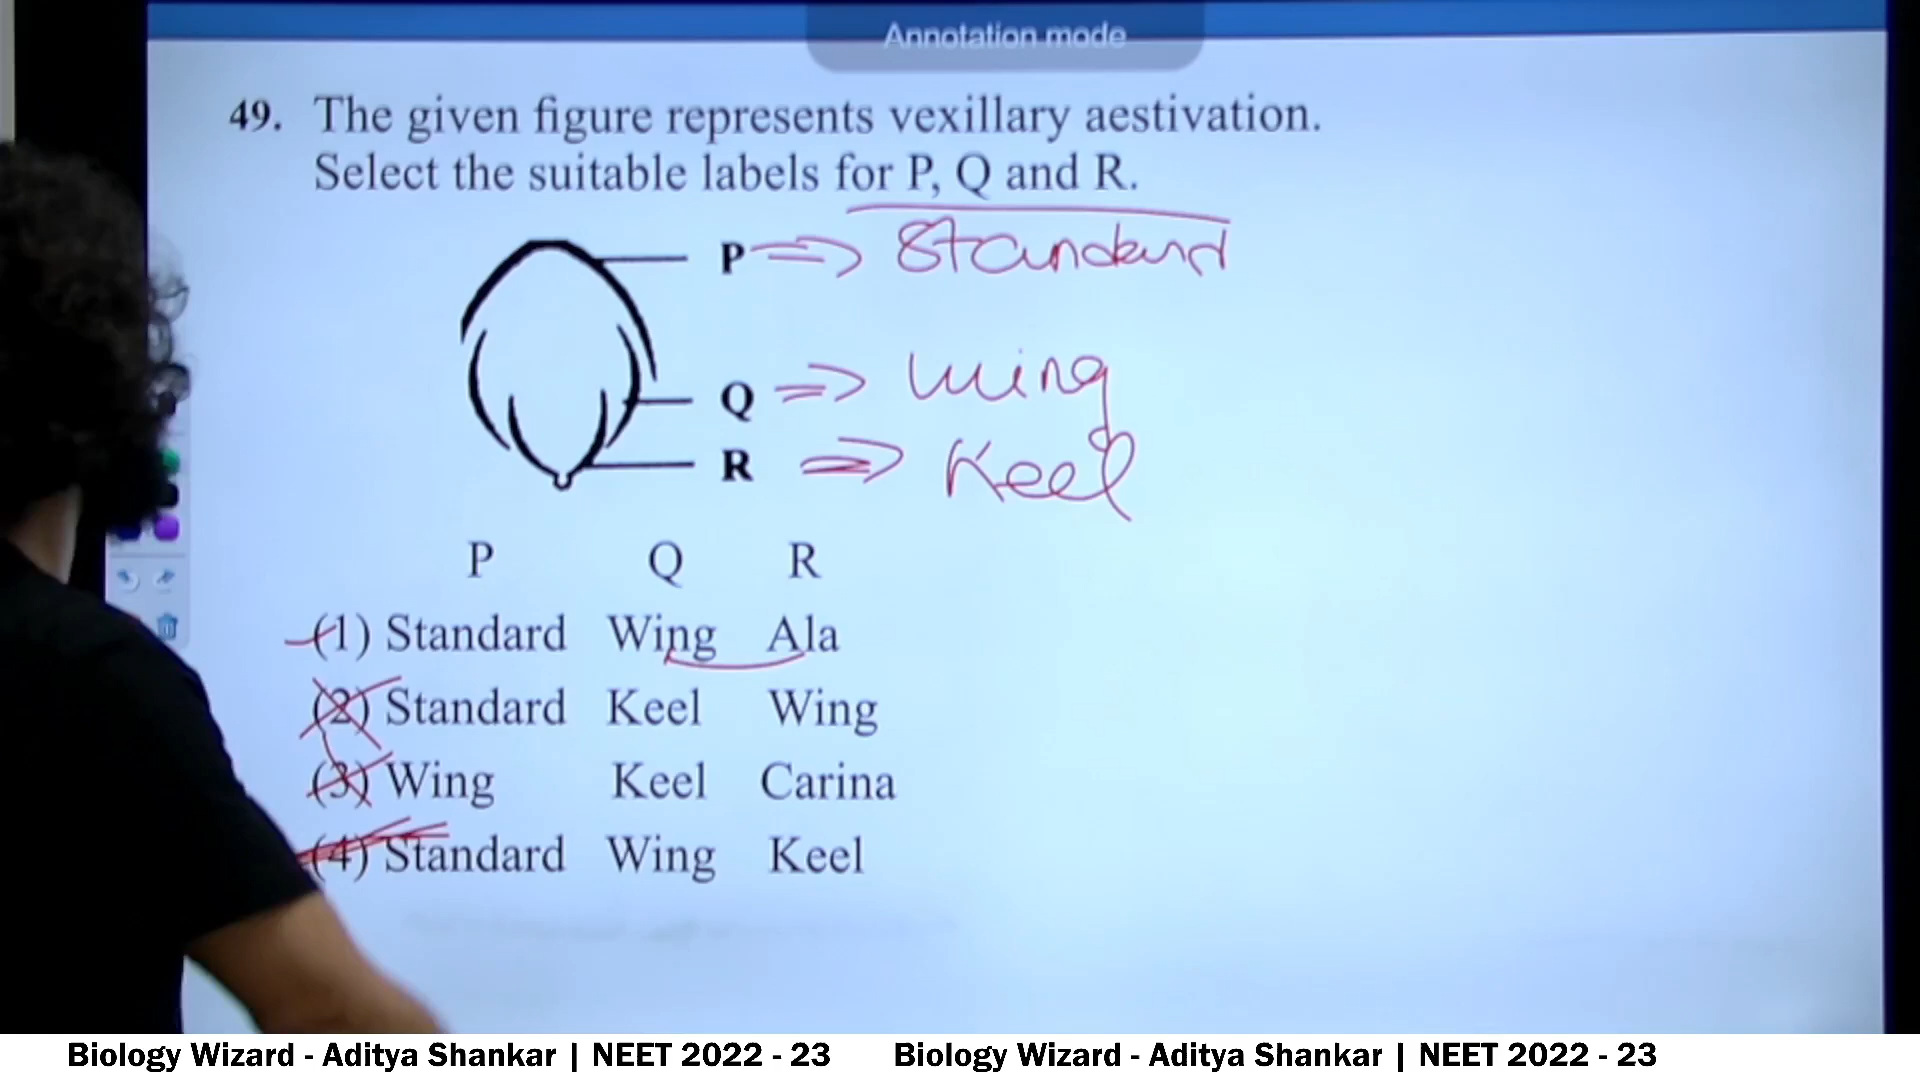 Annotation mode
49. The given figure represents vexillary aestivation.
Select the suitable labels for P, Q and R.
P ⇒ Standard
Q ⇒ Wing
R ⇒ Keel
P Q R
(1) Standard Wing Ala
(2) Standard Keel Wing
(3) Wing Keel Carina
(4) Standard Wing Keel
Biology Wizard - Aditya Shankar | NEET 2022 - 23 Biology Wizard - Aditya Shankar | NEET 2022 - 23